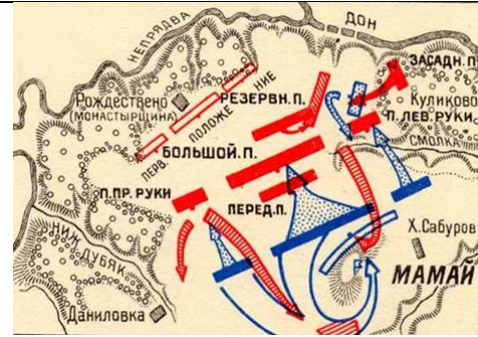 НЕПРЯДВА
ДОН
ЗАСАДН. П.
Рождествено
(МОНАСТЫРЩИНА)
РЕЗЕРВН. П.
Куликово
П. ЛЕВ. РУКИ
ПЕРВ. ПОЛОЖЕНИЕ
БОЛЬШОЙ. П.
СМОЛКА
П. ПР. РУКИ
ПЕРЕД. П.
Х. Сабуров
НИЖ. ДУБЯК
МАМАЙ
Даниловка